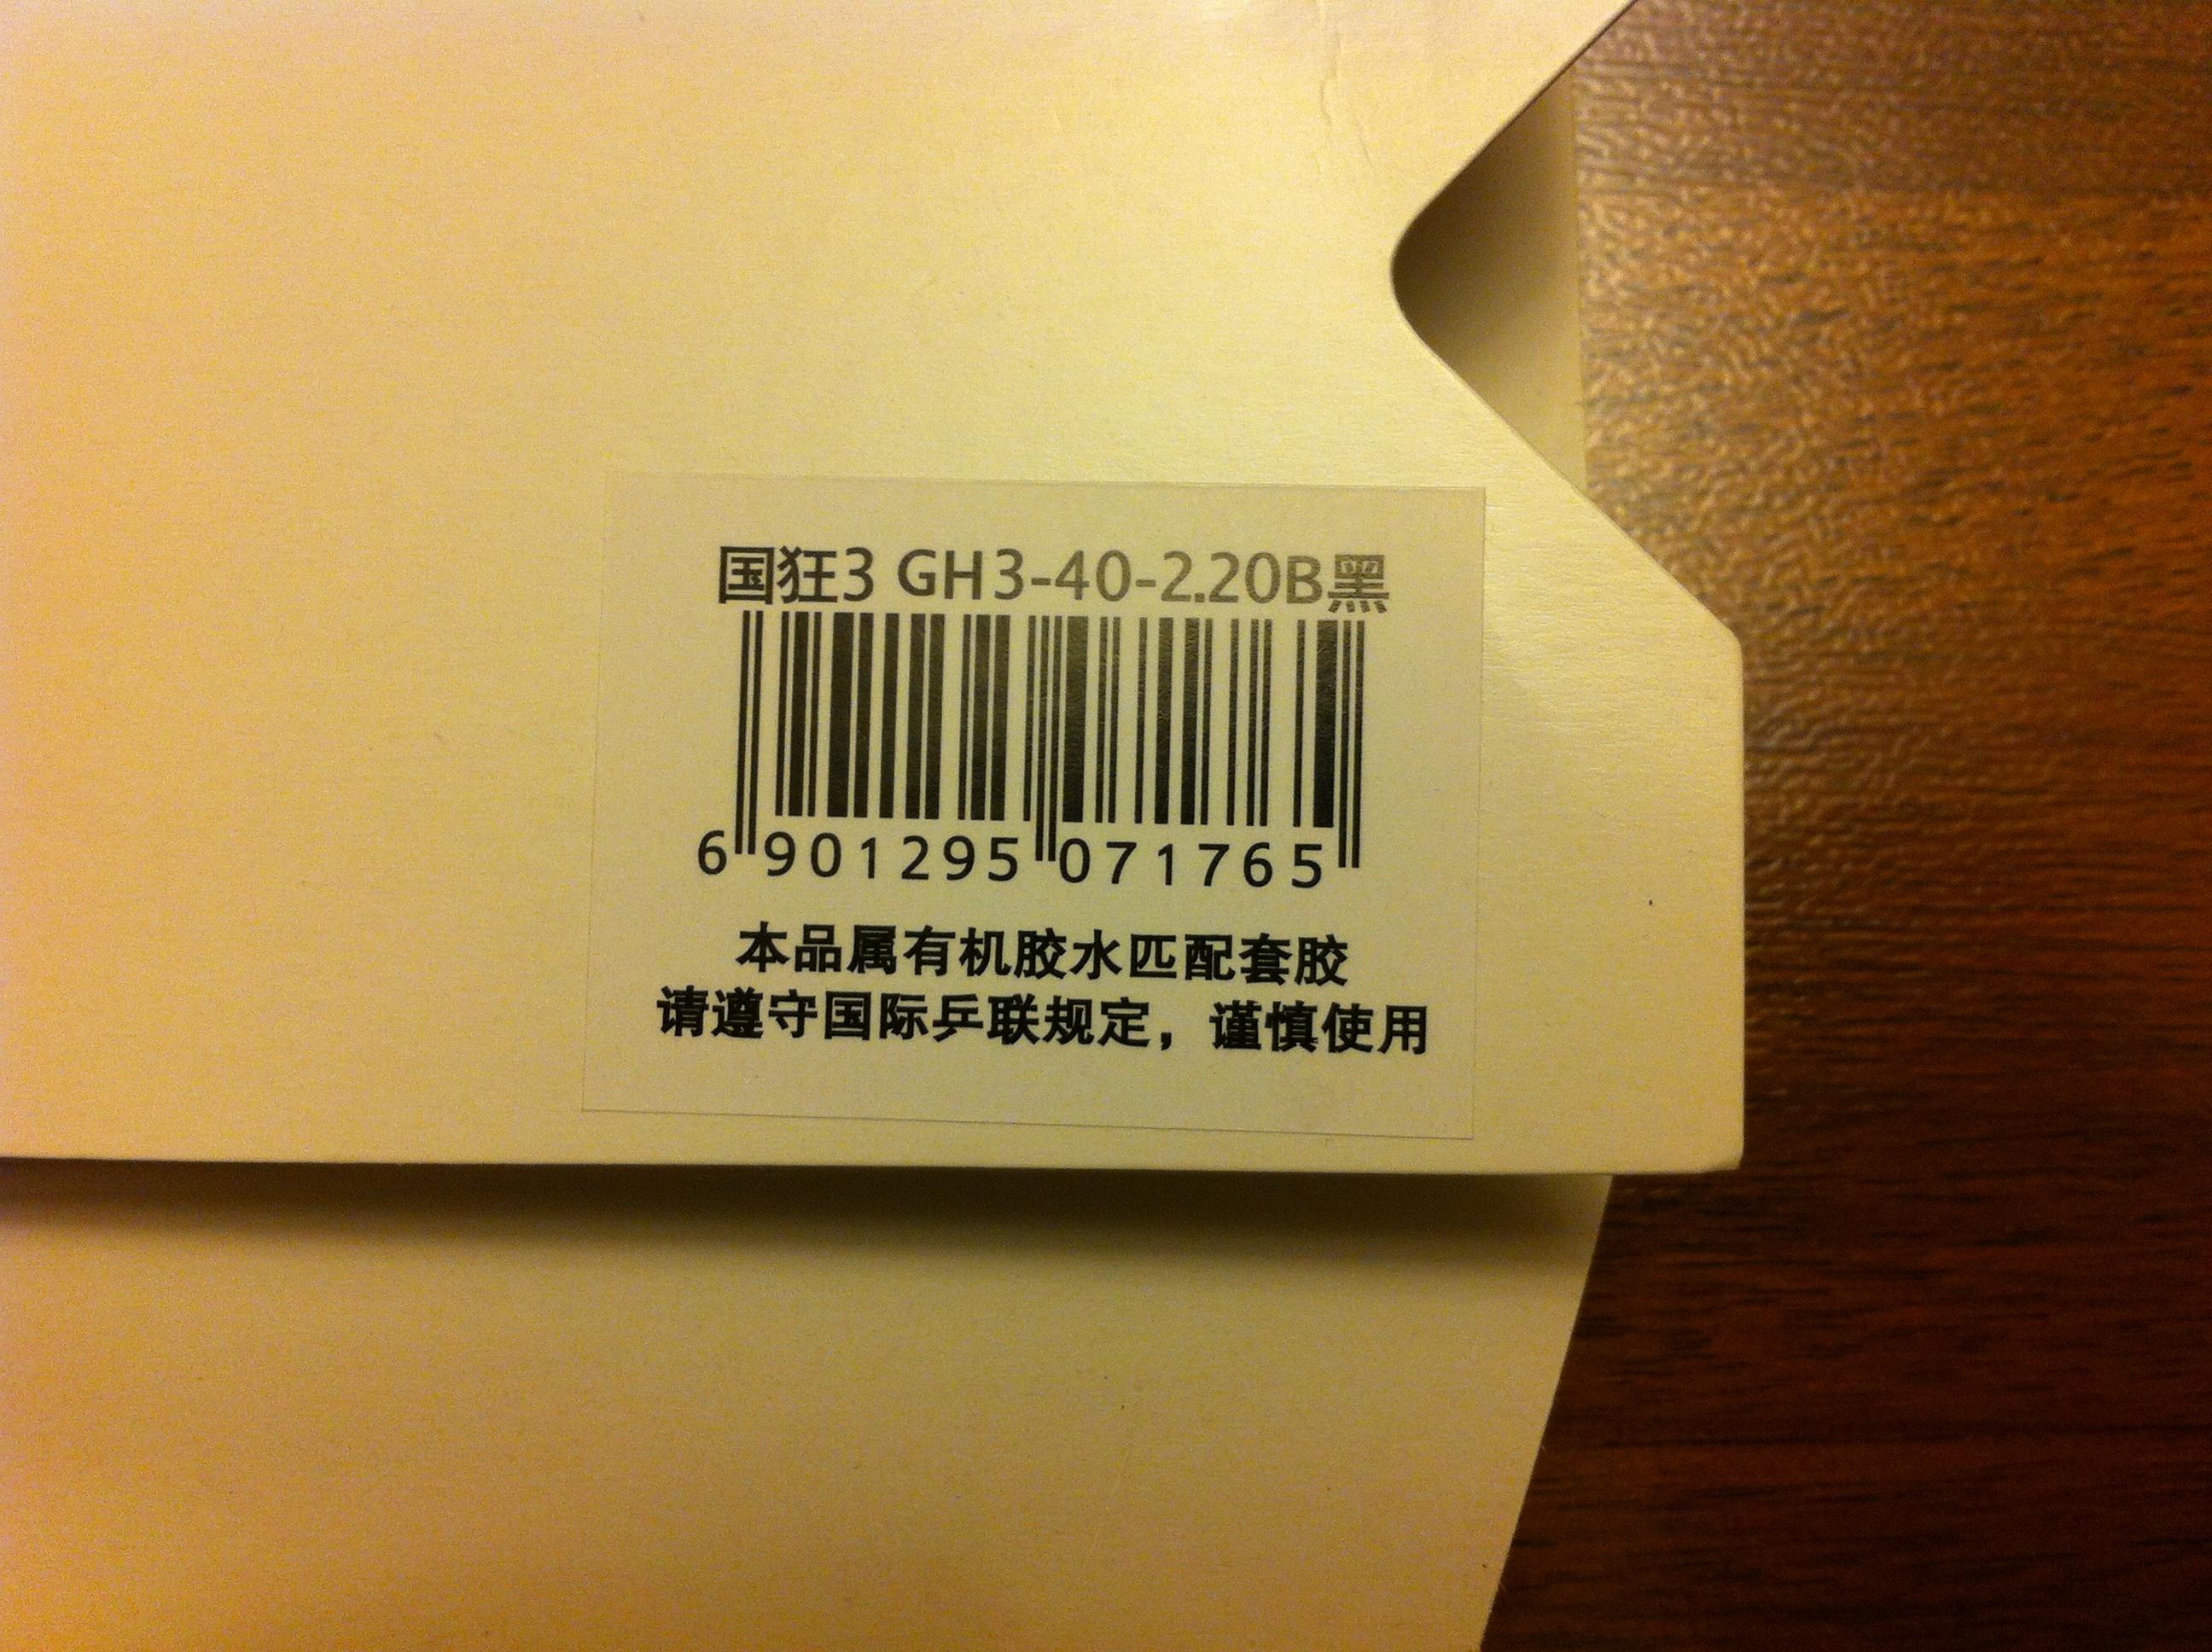 国狂3 GH3-40-2.20B黑
6 901295 071765
本品属有机胶水匹配套胶
请遵守国际乒联规定，谨慎使用